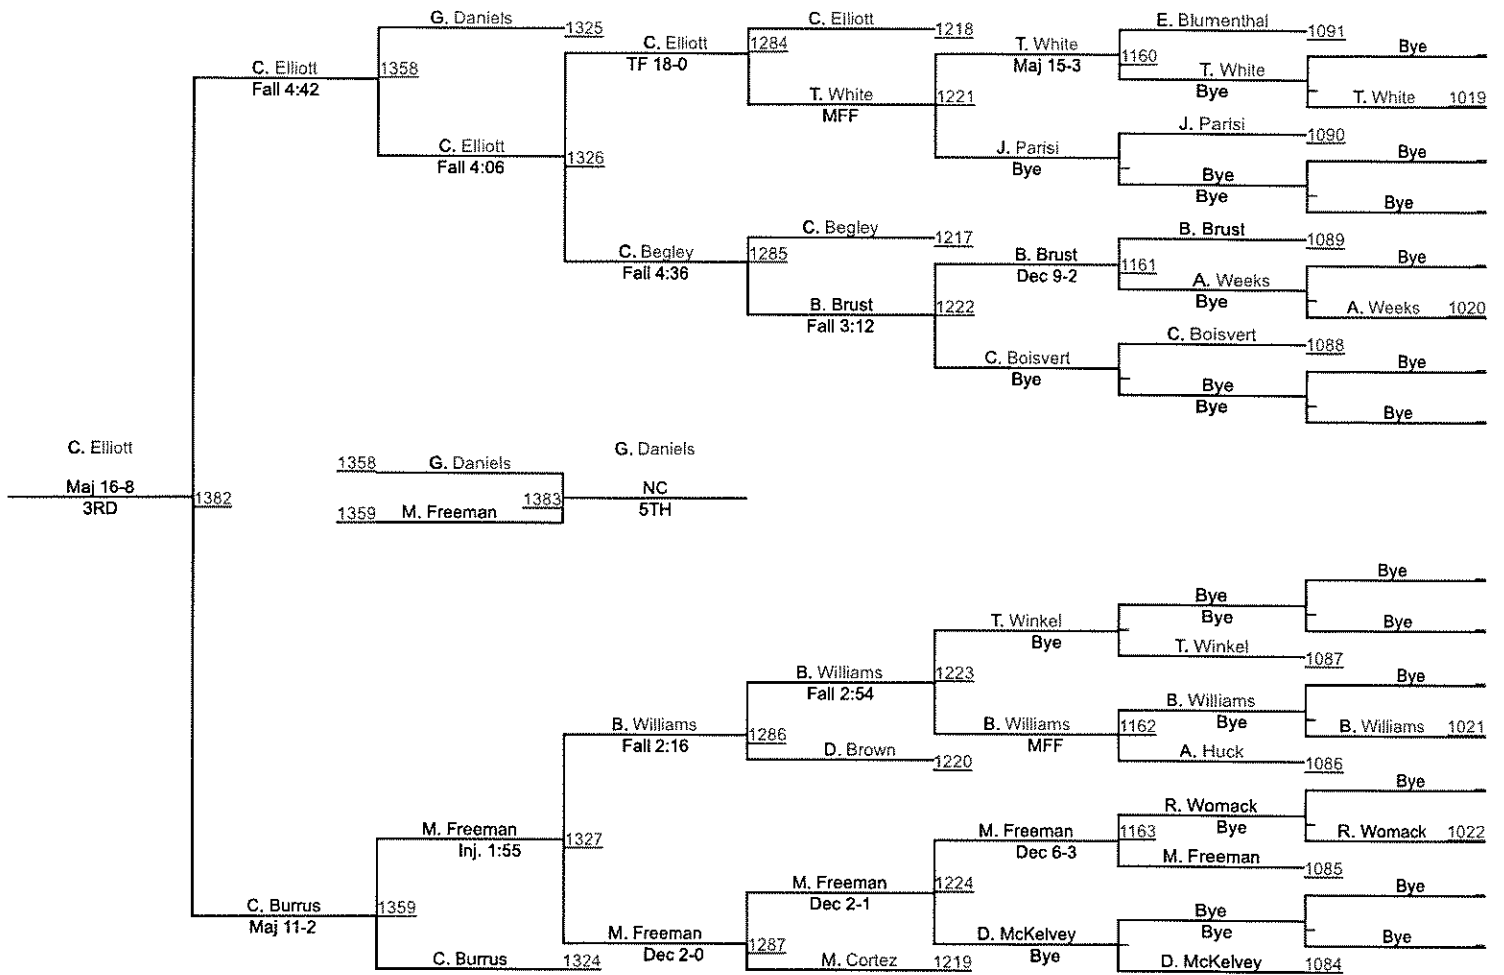 G. Daniels
1325
C. Elliott
1218
E. Blumenthal
1091
Bye
C. Elliott
1284
TF 18-0
T. White
1160
Maj 15-3
T. White
Bye
T. White 1019
C. Elliott
1358
Fall 4:42
T. White
MFF
1221
J. Parisi
1090
C. Elliott
1326
Fall 4:06
J. Parisi
Bye
Bye
Bye
Bye
Bye
C. Begley
1217
B. Brust
1089
C. Begley
1285
Fall 4:36
B. Brust
1161
Dec 9-2
Bye
A. Weeks
Bye
A. Weeks 1020
B. Brust
1222
Fall 3:12
C. Boisvert
1088
C. Boisvert
Bye
Bye
Bye
Bye
Bye
C. Elliott
Maj 16-8
3RD
1382
1358 G. Daniels
G. Daniels
1383
NC
5TH
1359 M. Freeman
Bye
Bye
Bye
Bye
T. Winkel
Bye
T. Winkel
1087
B. Williams
1223
Fall 2:54
Bye
B. Williams
Bye
B. Williams 1021
B. Williams
1286
Fall 2:16
B. Williams
1162
MFF
D. Brown
1220
A. Huck
1086
Bye
R. Womack
Bye
R. Womack 1022
M. Freeman
1327
Inj. 1:55
M. Freeman
1163
Dec 6-3
M. Freeman
1085
M. Freeman
1224
Dec 2-1
Bye
C. Burrus
1359
Maj 11-2
Bye
Bye
Bye
M. Freeman
1287
Dec 2-0
D. McKelvey
Bye
C. Burrus 1324
M. Cortez 1219
D. McKelvey 1084